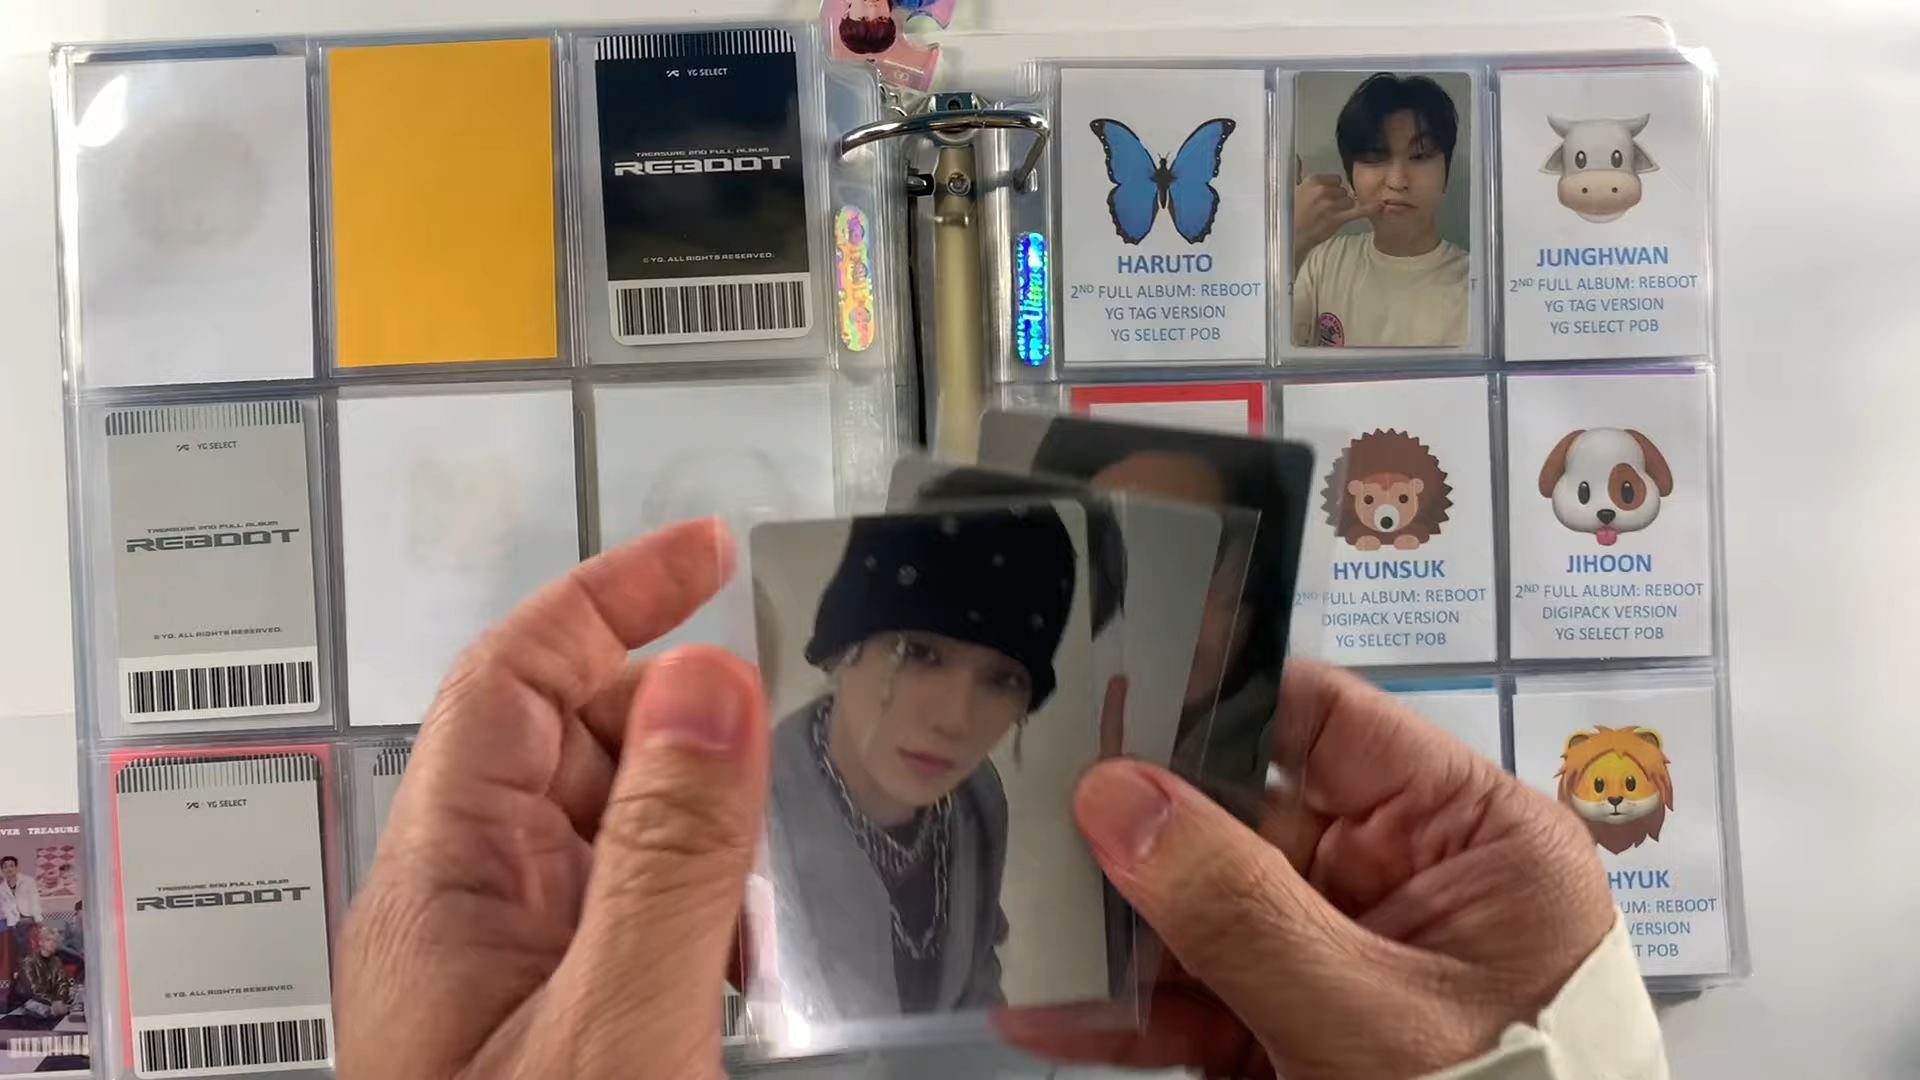 YG SELECT
TREASURE 2ND FULL ALBUM
REBOOT
© YG. ALL RIGHTS RESERVED.
HARUTO
2ND FULL ALBUM: REBOOT
YG TAG VERSION
YG SELECT POB
JUNGHWAN
2ND FULL ALBUM: REBOOT
YG TAG VERSION
YG SELECT POB
YG SELECT
TREASURE 2ND FULL ALBUM
REBOOT
© YG. ALL RIGHTS RESERVED.
HYUNSUK
2ND FULL ALBUM: REBOOT
DIGIPACK VERSION
YG SELECT POB
JIHOON
2ND FULL ALBUM: REBOOT
DIGIPACK VERSION
YG SELECT POB
YG SELECT
TREASURE 2ND FULL ALBUM
REBOOT
© YG. ALL RIGHTS RESERVED.
VER TREASURE
HYUK
UM: REBOOT
VERSION
T POB